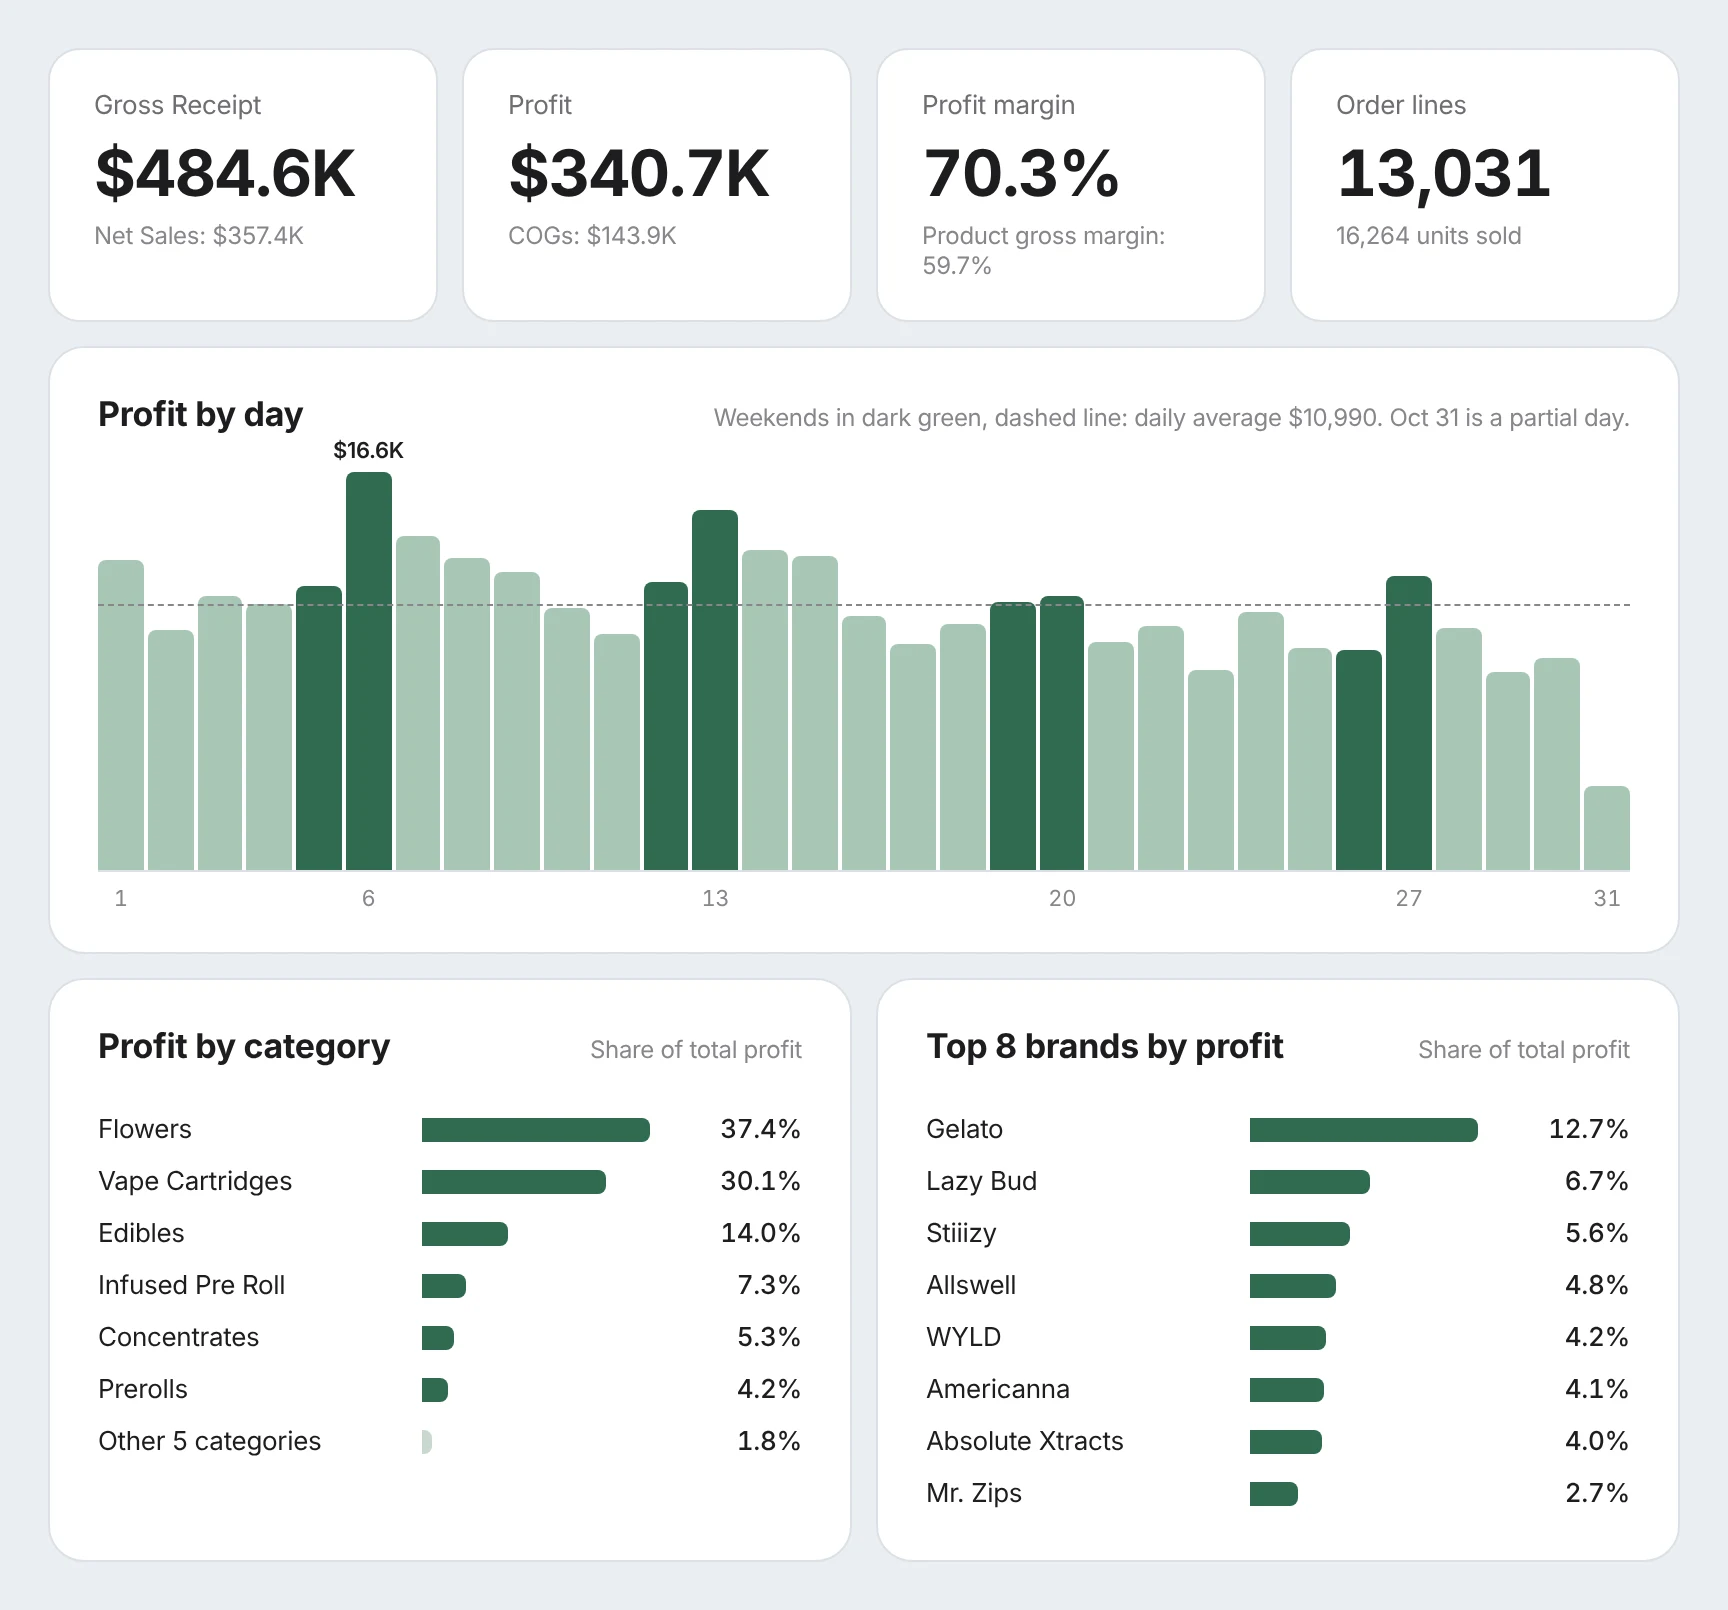 Gross Receipt
$484.6K
Net Sales: $357.4K
Profit
$340.7K
COGs: $143.9K
Profit margin
70.3%
Product gross margin:
59.7%
Order lines
13,031
16,264 units sold
Profit by day
Weekends in dark green, dashed line: daily average $10,990. Oct 31 is a partial day.
$16.6K
1 6 13 20 27 31
Profit by category Share of total profit
Flowers 37.4%
Vape Cartridges 30.1%
Edibles 14.0%
Infused Pre Roll 7.3%
Concentrates 5.3%
Prerolls 4.2%
Other 5 categories 1.8%
Top 8 brands by profit Share of total profit
Gelato 12.7%
Lazy Bud 6.7%
Stiiizy 5.6%
Allswell 4.8%
WYLD 4.2%
Americanna 4.1%
Absolute Xtracts 4.0%
Mr. Zips 2.7%